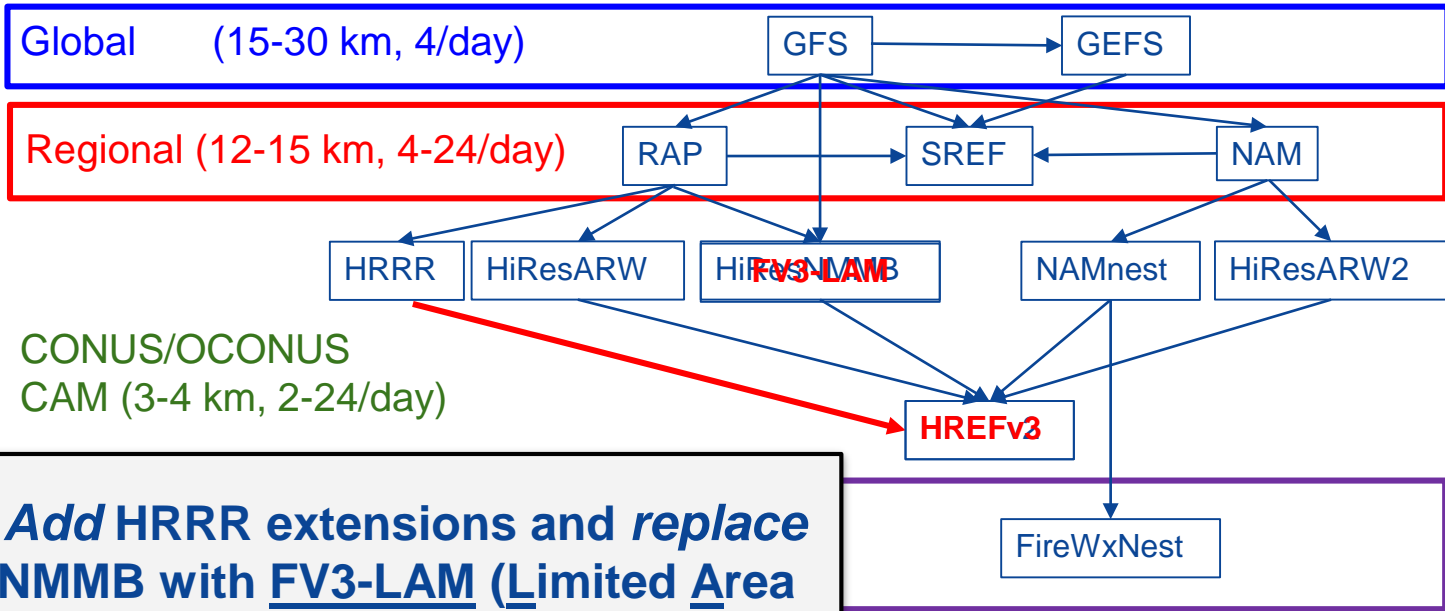 Global (15-30 km, 4/day)
GFS
GEFS
Regional (12-15 km, 4-24/day)
RAP
SREF
NAM
HRRR
HiResARW
HiResNMMB
FV3-LAM
NAMnest
HiResARW2
CONUS/OCONUS
CAM (3-4 km, 2-24/day)
HREFv3
Add HRRR extensions and replace
NMMB with FV3-LAM (Limited Area
FireWxNest